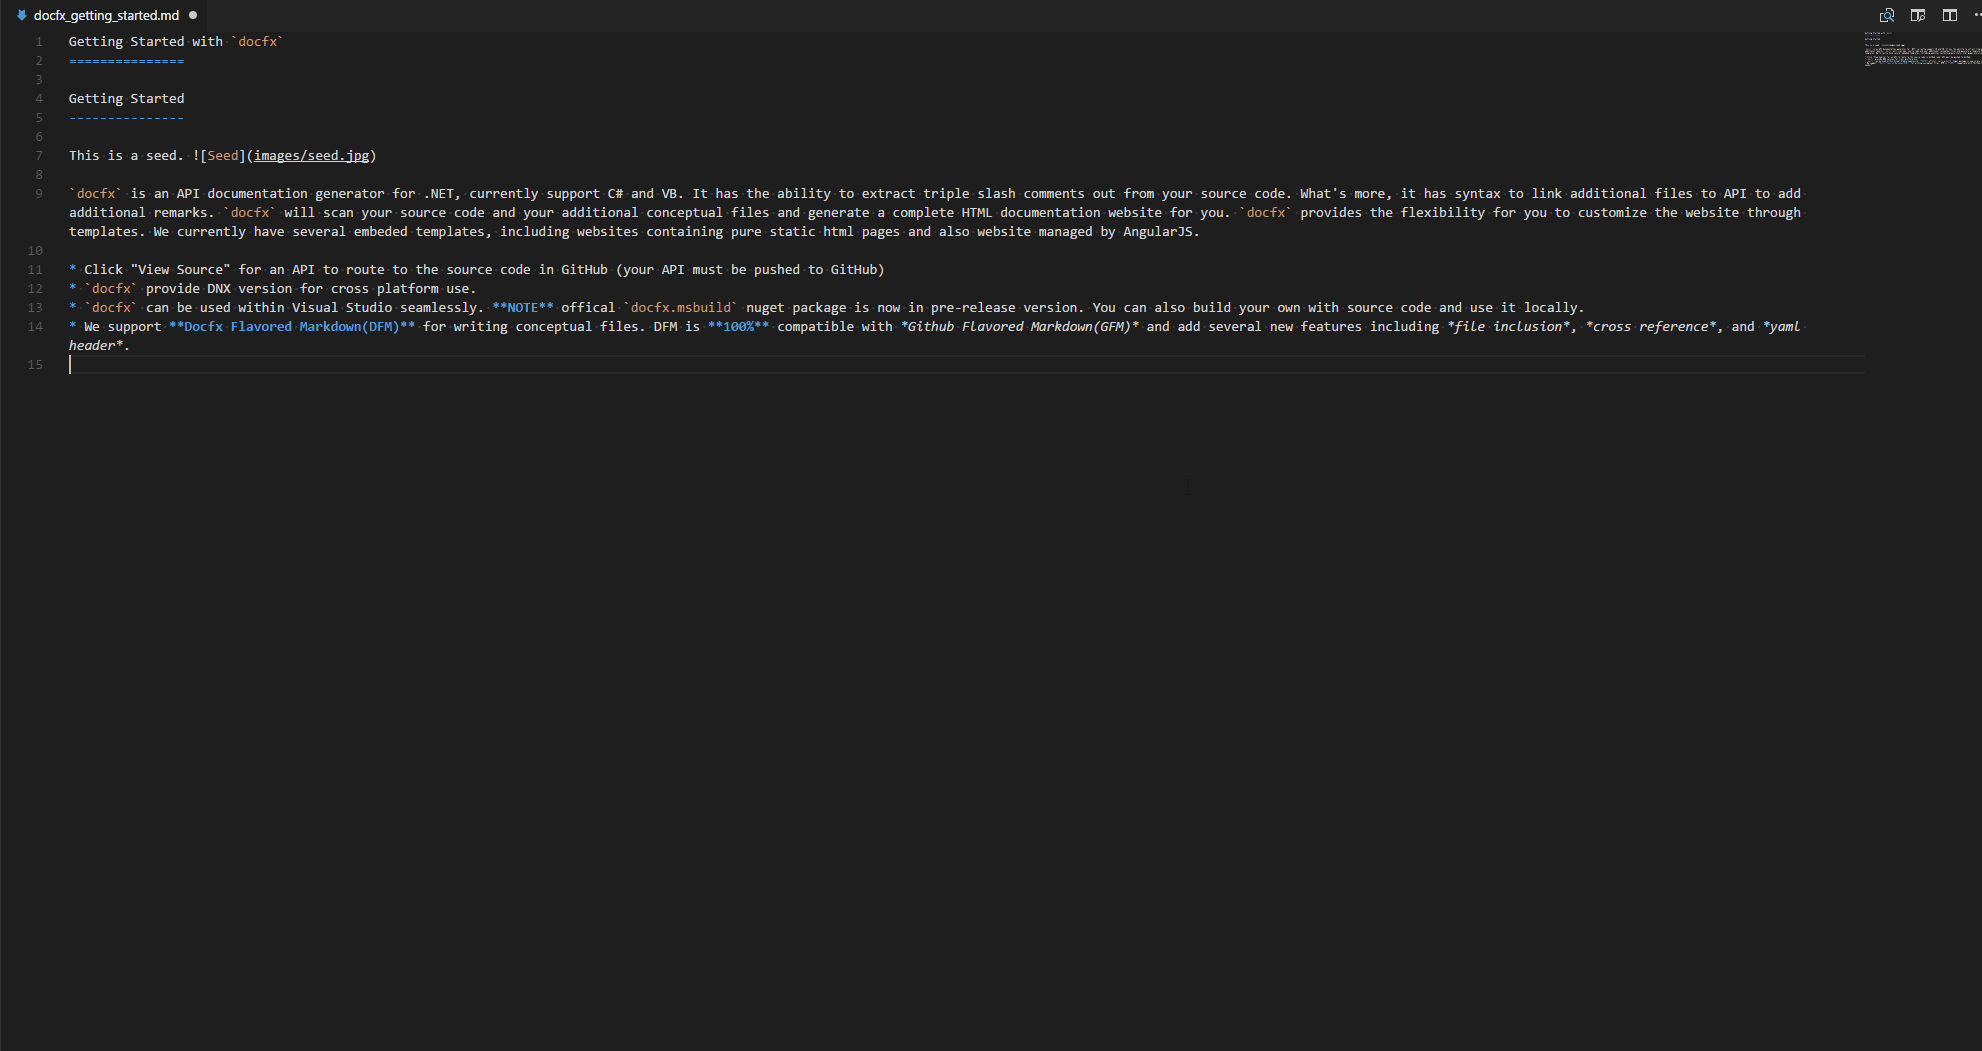 docfx_getting_started.md
1 Getting Started with `docfx`
2 ===============
3
4 Getting Started
5 ---------------
6
7 This is a seed. ![Seed](images/seed.jpg)
8
9 `docfx` is an API documentation generator for .NET, currently support C# and VB. It has the ability to extract triple slash comments out from your source code. What's more, it has syntax to link additional files to API to add
additional remarks. `docfx` will scan your source code and your additional conceptual files and generate a complete HTML documentation website for you. `docfx` provides the flexibility for you to customize the website through
templates. We currently have several embeded templates, including websites containing pure static html pages and also website managed by AngularJS.
10
11 * Click "View Source" for an API to route to the source code in GitHub (your API must be pushed to GitHub)
12 * `docfx` provide DNX version for cross platform use.
13 * `docfx` can be used within Visual Studio seamlessly. **NOTE** offical `docfx.msbuild` nuget package is now in pre-release version. You can also build your own with source code and use it locally.
14 * We support **Docfx Flavored Markdown(DFM)** for writing conceptual files. DFM is **100%** compatible with *Github Flavored Markdown(GFM)* and add several new features including *file inclusion*, *cross reference*, and *yaml
header*.
15